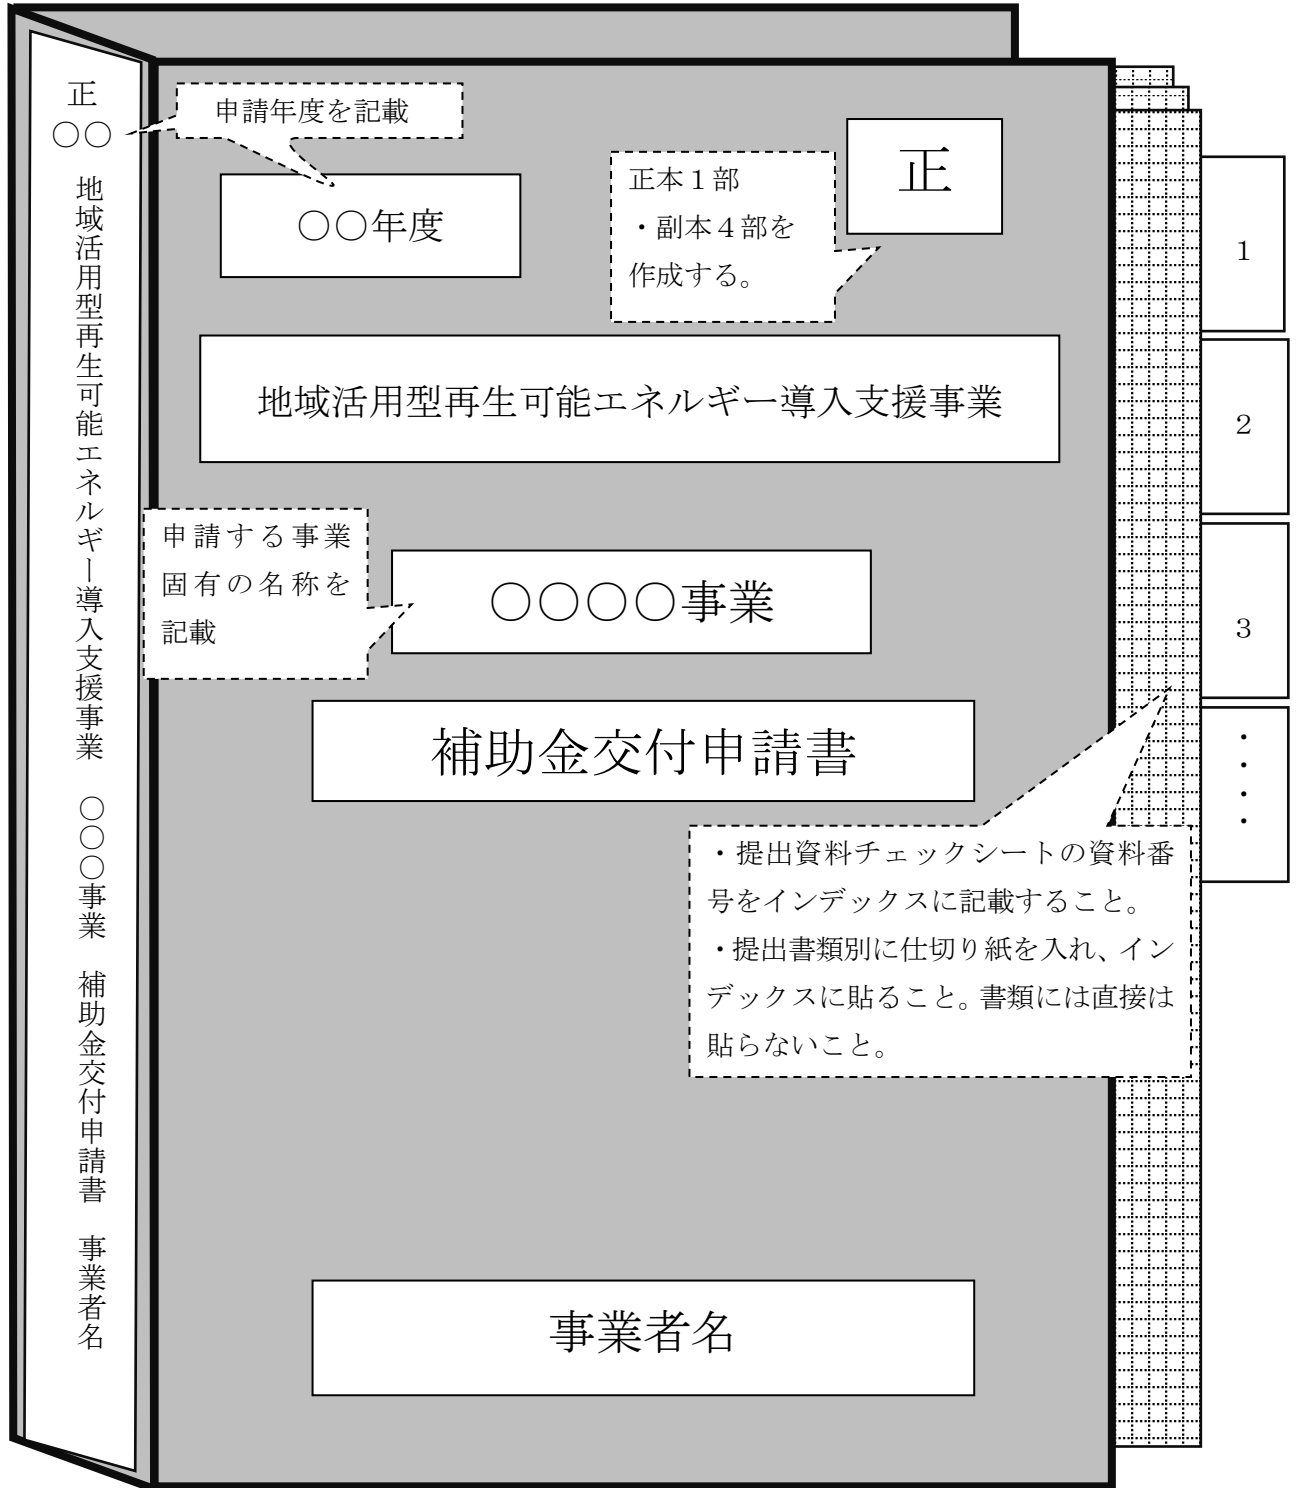 正
○○
地域活用型再生可能エネルギー導入支援事業　○○○事業　補助金交付申請書　事業者名
申請年度を記載
○○年度
正本１部
・副本４部を
作成する。
正
地域活用型再生可能エネルギー導入支援事業
申請する事業
固有の名称を
記載
○○○○事業
補助金交付申請書
・提出資料チェックシートの資料番
号をインデックスに記載すること。
・提出書類別に仕切り紙を入れ、イン
デックスに貼ること。書類には直接は
貼らないこと。
事業者名
１
２
３
・・・・